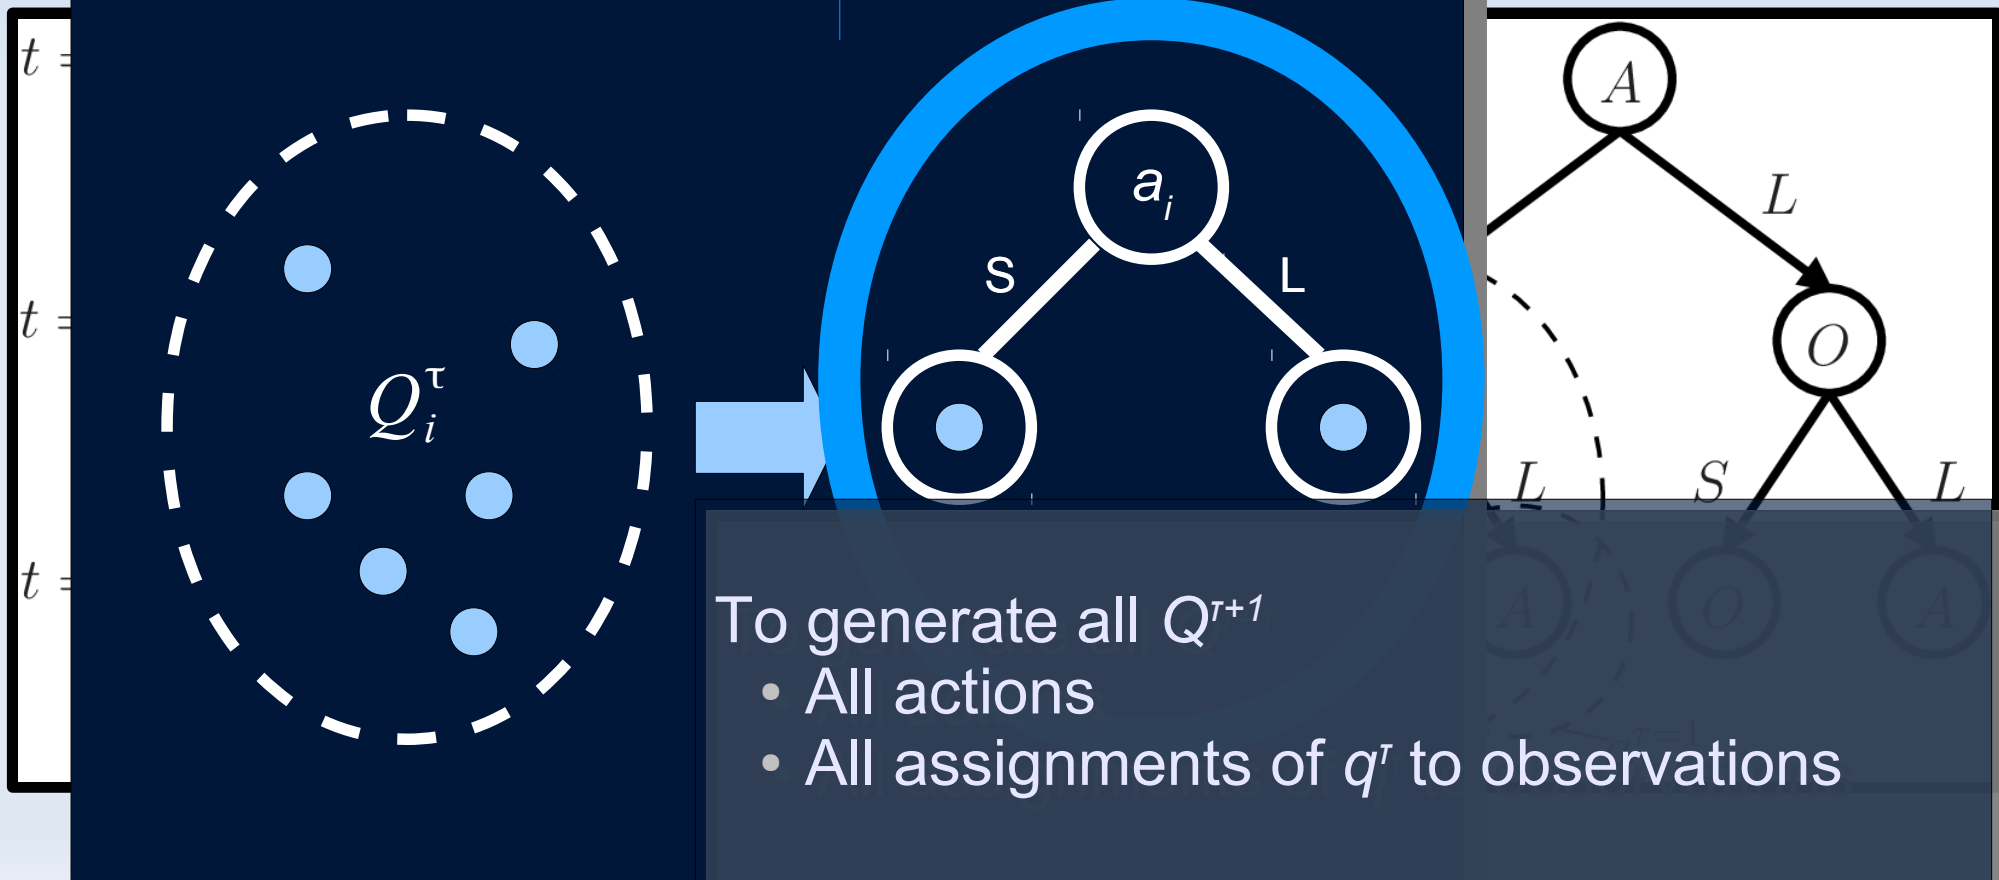 t =
A
a_i
L
S
L
t =
O
Q_i^τ
L
S
L
t =
A
O
A
To generate all Q^{τ+1}
• All actions
• All assignments of q^τ to observations